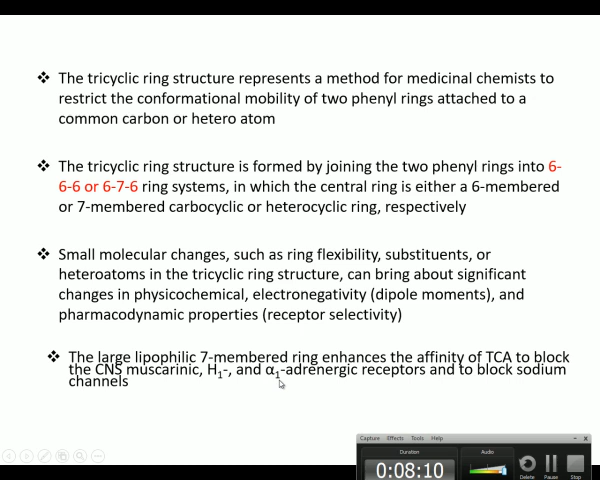 ❖ The tricyclic ring structure represents a method for medicinal chemists to
restrict the conformational mobility of two phenyl rings attached to a
common carbon or hetero atom
❖ The tricyclic ring structure is formed by joining the two phenyl rings into 6-
6-6 or 6-7-6 ring systems, in which the central ring is either a 6-membered
or 7-membered carbocyclic or heterocyclic ring, respectively
❖ Small molecular changes, such as ring flexibility, substituents, or
heteroatoms in the tricyclic ring structure, can bring about significant
changes in physicochemical, electronegativity (dipole moments), and
pharmacodynamic properties (receptor selectivity)
❖ The large lipophilic 7-membered ring enhances the affinity of TCA to block
the CNS muscarinic, H₁-, and α₁-adrenergic receptors and to block sodium
channels
Capture Effects Tools Help
Duration Audio
0:08:10
Delete Pause Stop